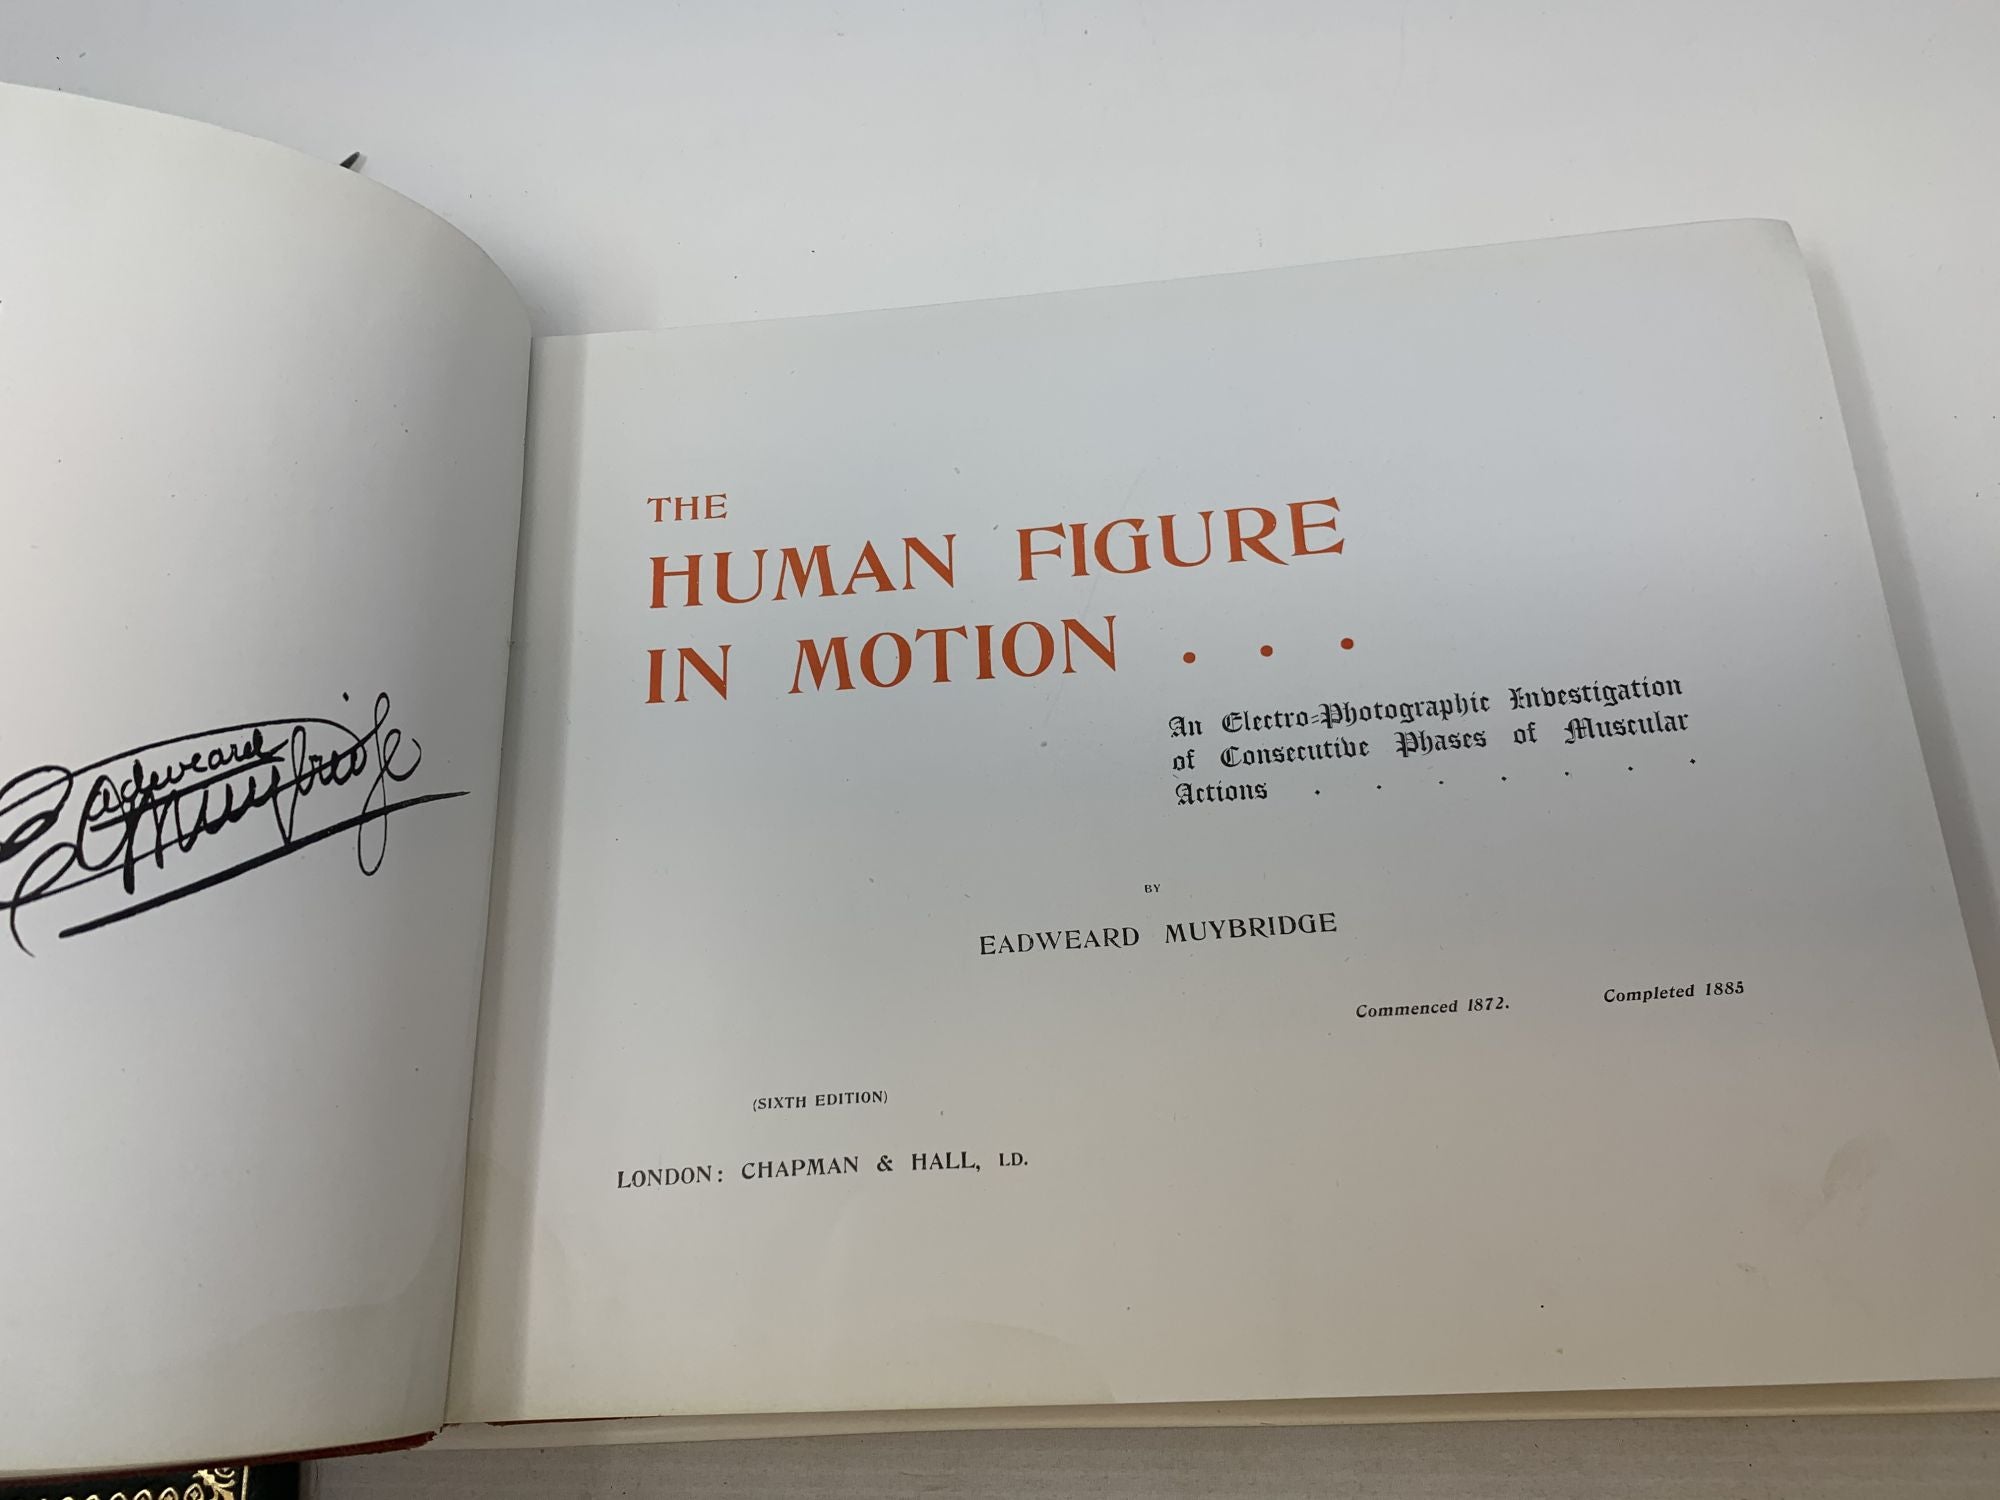 Eadweard
Muybridge
THE
HUMAN FIGURE
IN MOTION . . .
An Electro-Photographic Investigation
of Consecutive Phases of Muscular
Actions . . . . . .
BY
EADWEARD MUYBRIDGE
Commenced 1872. Completed 1885
(SIXTH EDITION)
LONDON: CHAPMAN & HALL, LD.